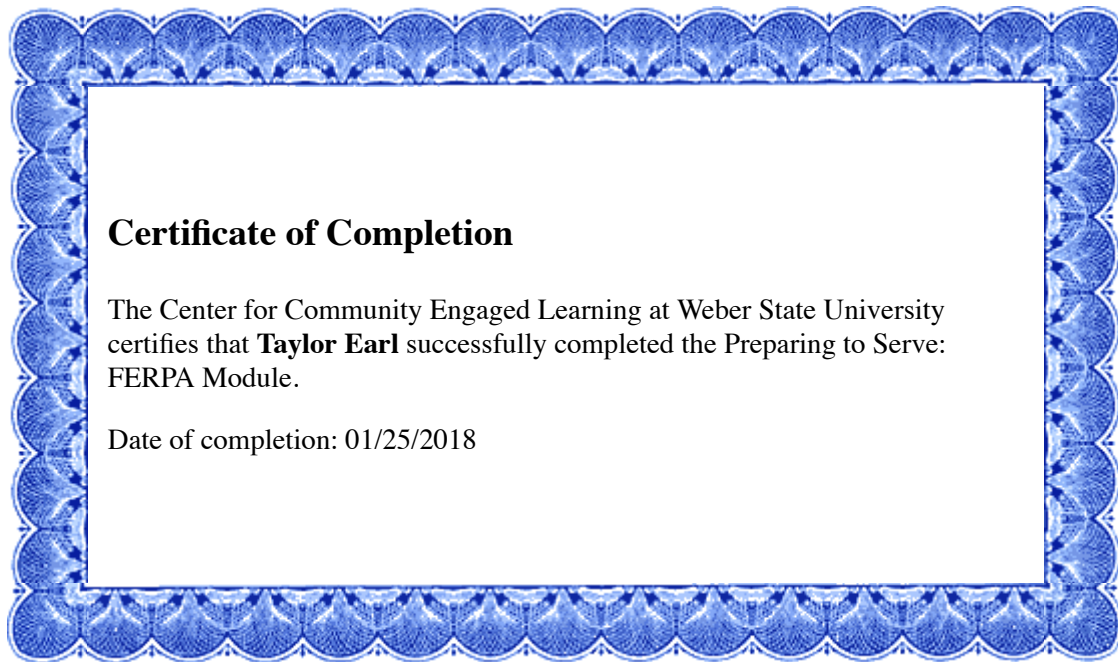 Certificate of Completion
The Center for Community Engaged Learning at Weber State University
certifies that Taylor Earl successfully completed the Preparing to Serve:
FERPA Module.
Date of completion: 01/25/2018